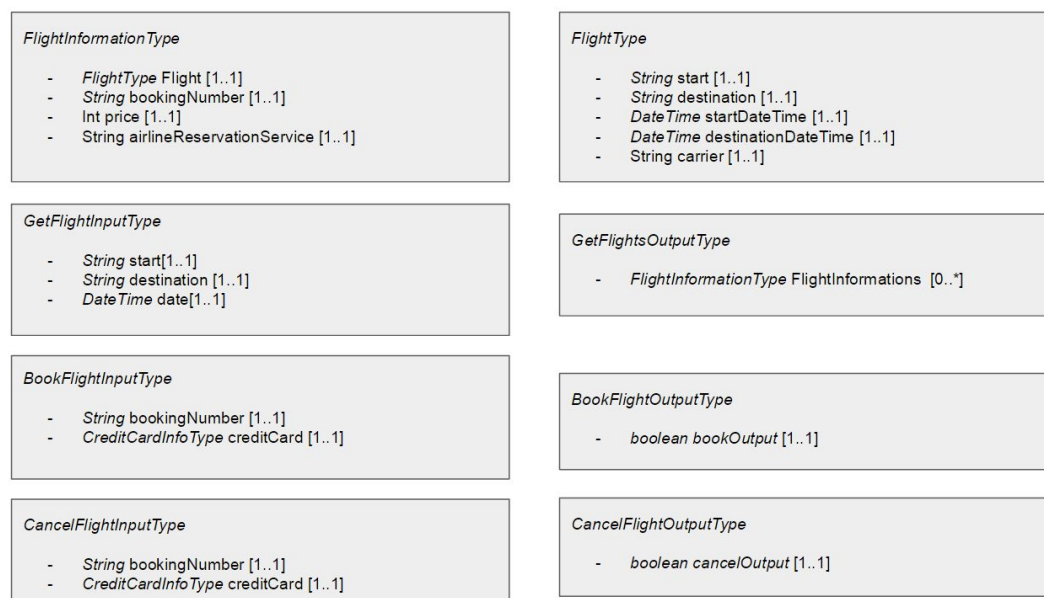 FlightInformationType
- FlightType Flight [1..1]
- String bookingNumber [1..1]
- Int price [1..1]
- String airlineReservationService [1..1]
FlightType
- String start [1..1]
- String destination [1..1]
- DateTime startDateTime [1..1]
- DateTime destinationDateTime [1..1]
- String carrier [1..1]
GetFlightInputType
- String start[1..1]
- String destination [1..1]
- DateTime date[1..1]
GetFlightsOutputType
- FlightInformationType FlightInformations [0..*]
BookFlightInputType
- String bookingNumber [1..1]
- CreditCardInfoType creditCard [1..1]
BookFlightOutputType
- boolean bookOutput [1..1]
CancelFlightInputType
- String bookingNumber [1..1]
- CreditCardInfoType creditCard [1..1]
CancelFlightOutputType
- boolean cancelOutput [1..1]